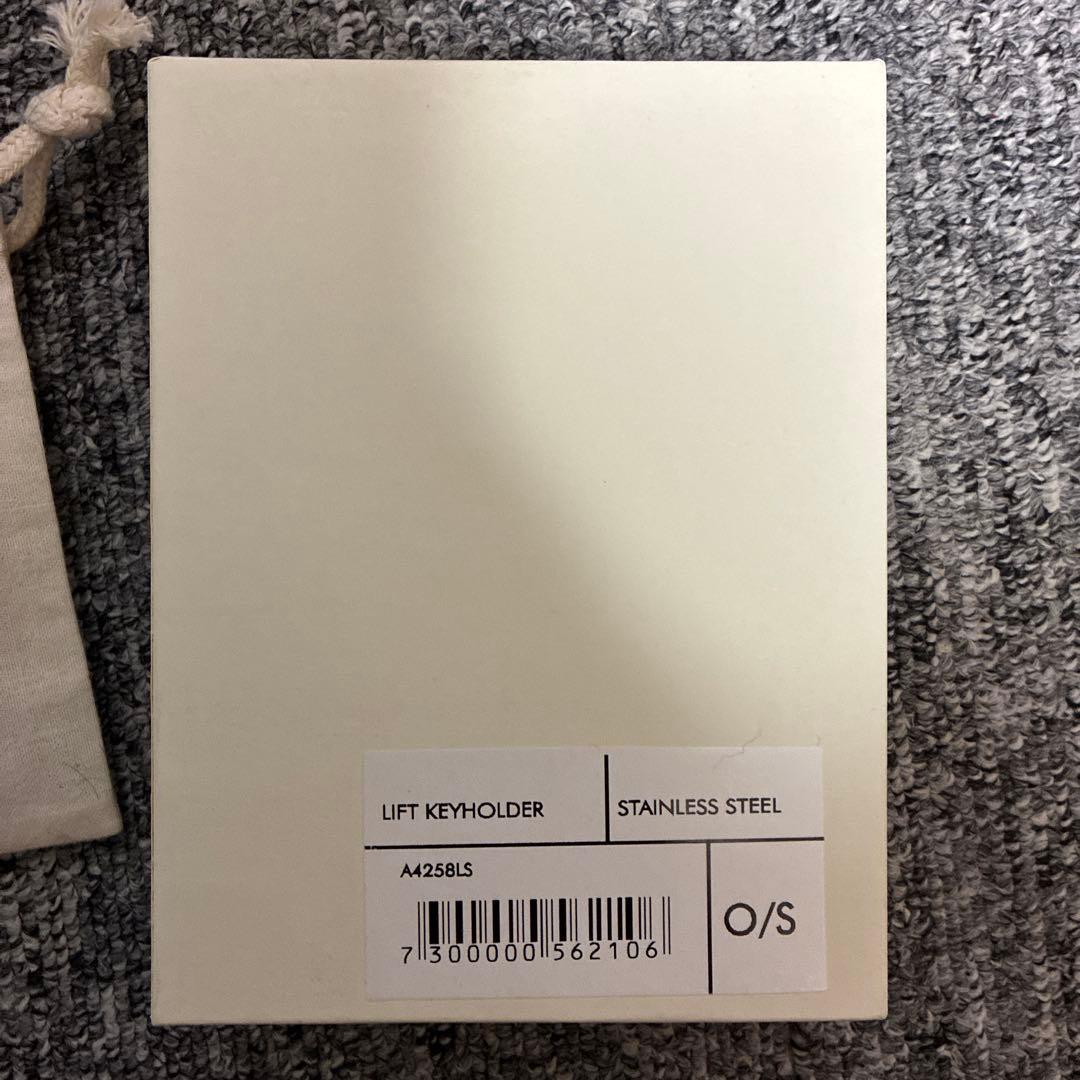 LIFT KEYHOLDER
STAINLESS STEEL
A4258LS
7 300000 562106
O/S